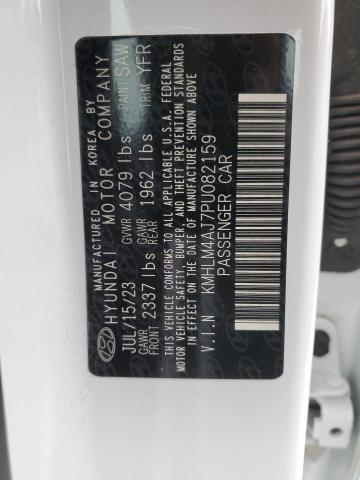 MANUFACTURED IN KOREA BY
HYUNDAI MOTOR COMPANY
JUL/15/23 GVWR 4079 lbs PAINT SAW
GAWR FRONT 2337 lbs GAWR REAR 1962 lbs TRIM YFR
THIS VEHICLE CONFORMS TO ALL APPLICABLE U.S.A. FEDERAL
MOTOR VEHICLE SAFETY, BUMPER, AND THEFT PREVENTION STANDARDS
IN EFFECT ON THE DATE OF MANUFACTURE SHOWN ABOVE.
V.I.N KMHLM4AJ7PU082159
PASSENGER CAR